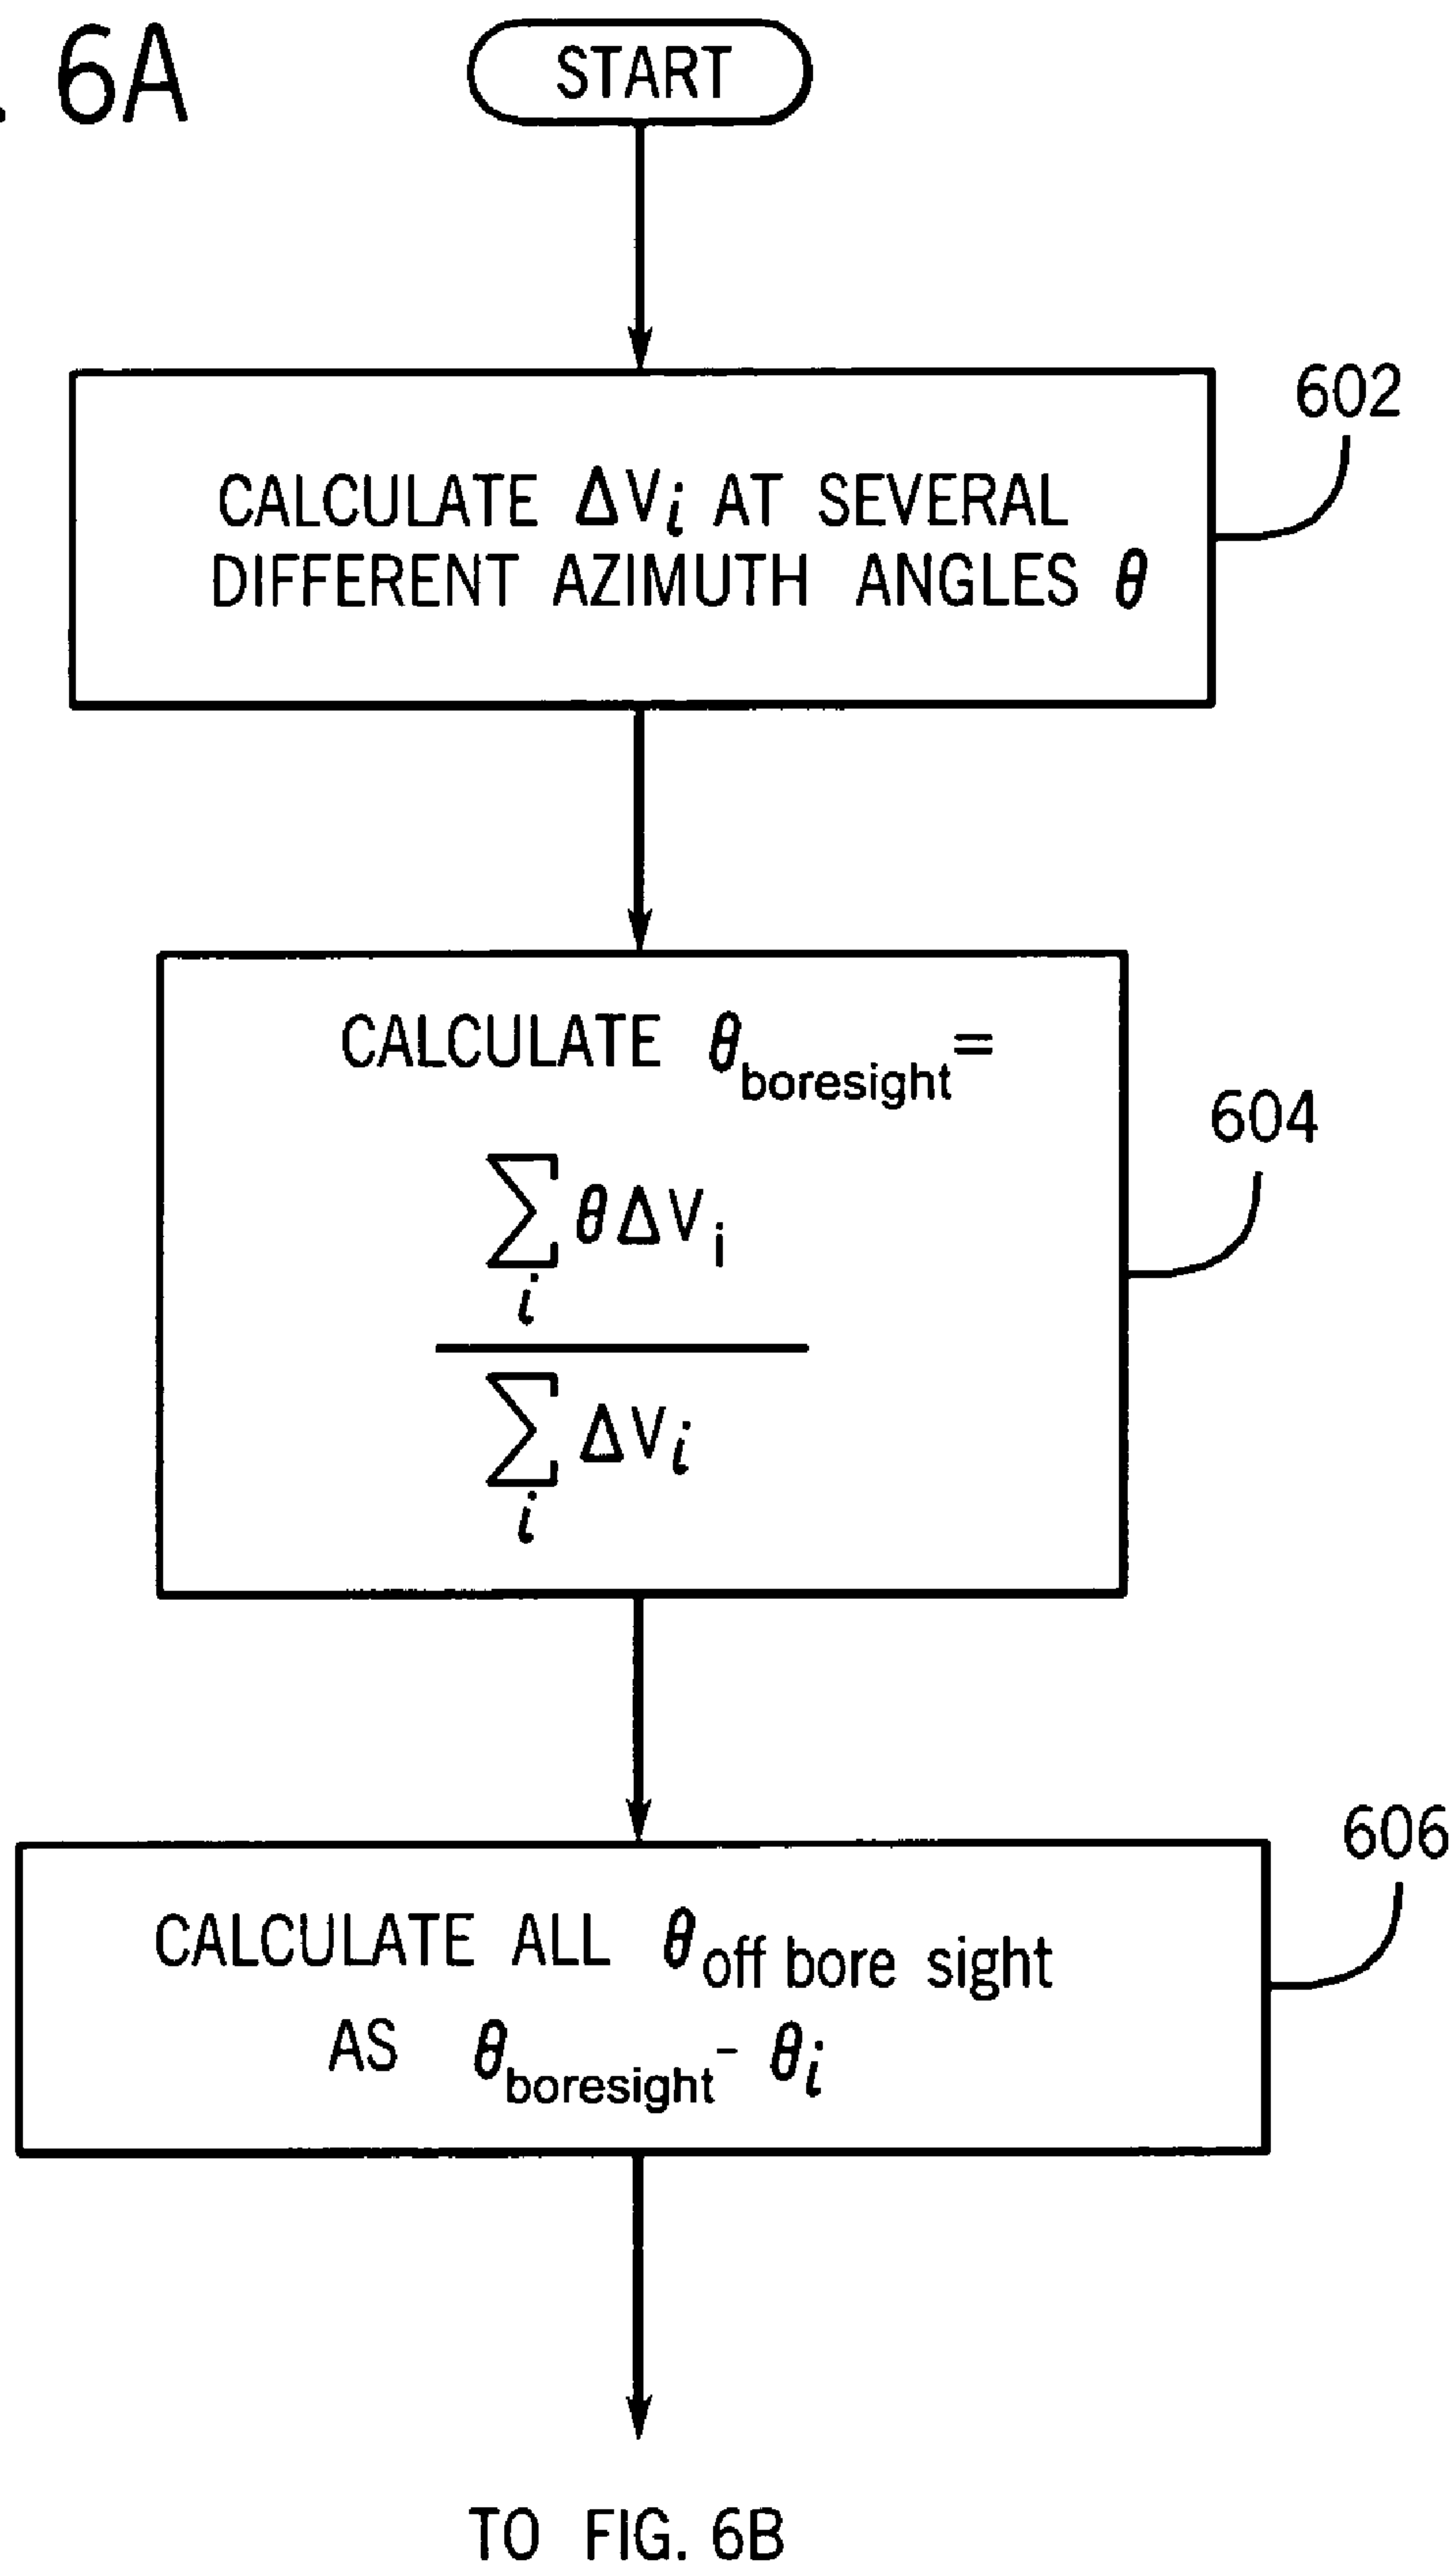 . 6A
START
602
CALCULATE ΔVi AT SEVERAL
DIFFERENT AZIMUTH ANGLES θ
CALCULATE θboresight =
604
∑ θΔVi
i
∑ ΔVi
i
606
CALCULATE ALL θoff bore sight
AS θboresight - θi
TO FIG. 6B